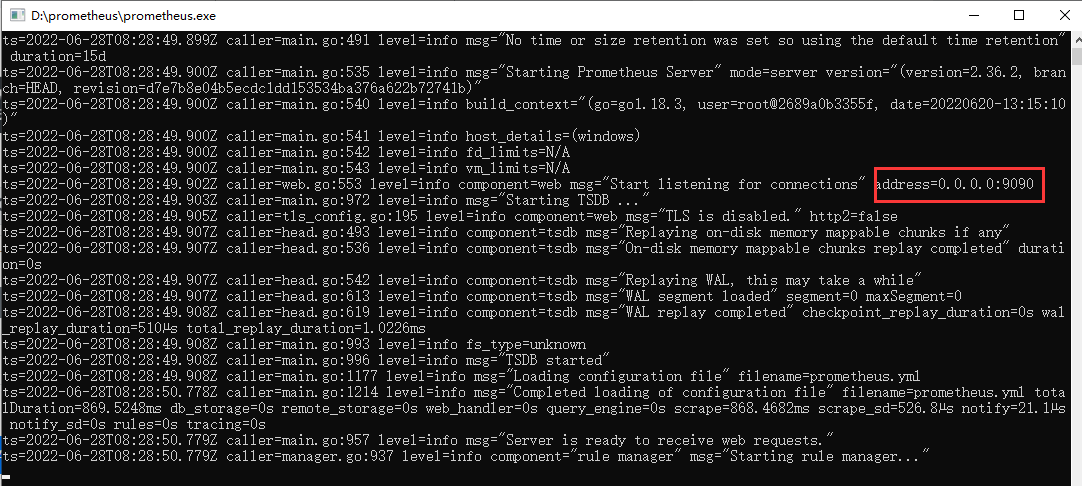 D:\prometheus\prometheus.exe
ts=2022-06-28T08:28:49.899Z caller=main.go:491 level=info msg="No time or size retention was set so using the default time retention"
 duration=15d
ts=2022-06-28T08:28:49.900Z caller=main.go:535 level=info msg="Starting Prometheus Server" mode=server version="(version=2.36.2, bran
ch=HEAD, revision=d7e7b8e04b5ecdc1dd153534ba376a622b72741b)"
ts=2022-06-28T08:28:49.900Z caller=main.go:540 level=info build_context="(go=go1.18.3, user=root@2689a0b3355f, date=20220620-13:15:10
)"
ts=2022-06-28T08:28:49.900Z caller=main.go:541 level=info host_details=(windows)
ts=2022-06-28T08:28:49.900Z caller=main.go:542 level=info fd_limits=N/A
ts=2022-06-28T08:28:49.900Z caller=main.go:543 level=info vm_limits=N/A
ts=2022-06-28T08:28:49.902Z caller=web.go:553 level=info component=web msg="Start listening for connections" address=0.0.0.0:9090
ts=2022-06-28T08:28:49.903Z caller=main.go:972 level=info msg="Starting TSDB ..."
ts=2022-06-28T08:28:49.905Z caller=tls_config.go:195 level=info component=web msg="TLS is disabled." http2=false
ts=2022-06-28T08:28:49.907Z caller=head.go:493 level=info component=tsdb msg="Replaying on-disk memory mappable chunks if any"
ts=2022-06-28T08:28:49.907Z caller=head.go:536 level=info component=tsdb msg="On-disk memory mappable chunks replay completed" durati
on=0s
ts=2022-06-28T08:28:49.907Z caller=head.go:542 level=info component=tsdb msg="Replaying WAL, this may take a while"
ts=2022-06-28T08:28:49.907Z caller=head.go:613 level=info component=tsdb msg="WAL segment loaded" segment=0 maxSegment=0
ts=2022-06-28T08:28:49.908Z caller=head.go:619 level=info component=tsdb msg="WAL replay completed" checkpoint_replay_duration=0s wal
_replay_duration=510µs total_replay_duration=1.0226ms
ts=2022-06-28T08:28:49.908Z caller=main.go:993 level=info fs_type=unknown
ts=2022-06-28T08:28:49.908Z caller=main.go:996 level=info msg="TSDB started"
ts=2022-06-28T08:28:49.908Z caller=main.go:1177 level=info msg="Loading configuration file" filename=prometheus.yml
ts=2022-06-28T08:28:50.778Z caller=main.go:1214 level=info msg="Completed loading of configuration file" filename=prometheus.yml tota
lDuration=869.5248ms db_storage=0s remote_storage=0s web_handler=0s query_engine=0s scrape=868.4682ms scrape_sd=526.8µs notify=21.1µs
 notify_sd=0s rules=0s tracing=0s
ts=2022-06-28T08:28:50.779Z caller=main.go:957 level=info msg="Server is ready to receive web requests."
ts=2022-06-28T08:28:50.779Z caller=manager.go:937 level=info component="rule manager" msg="Starting rule manager..."